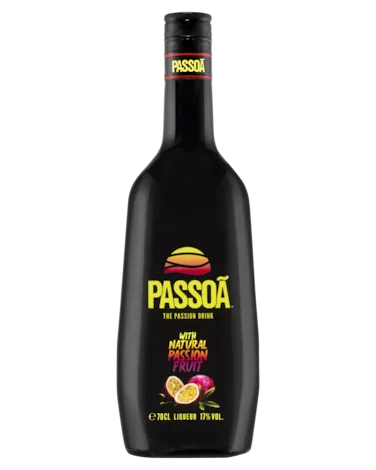 PASSOÃ
PASSOÃ
THE PASSION DRINK
WITH
NATURAL
PASSION
FRUIT
℮ 70CL LIQUEUR 17% VOL.